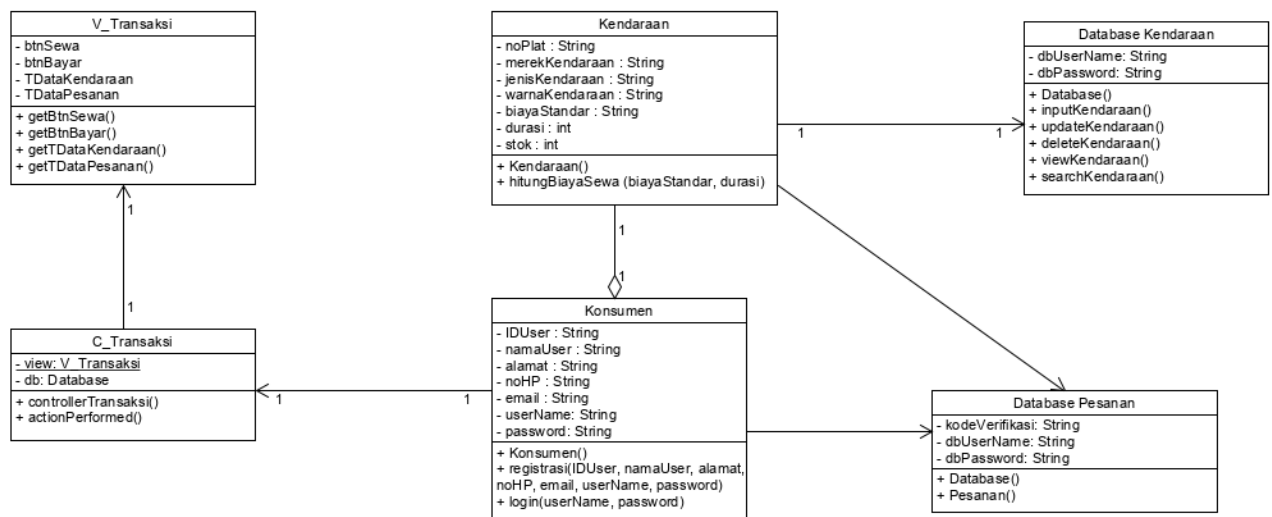 V_Transaksi
- btnSewa
- btnBayar
- TDataKendaraan
- TDataPesanan
+ getBtnSewa()
+ getBtnBayar()
+ getTDataKendaraan()
+ getTDataPesanan()
Kendaraan
- noPlat : String
- merekKendaraan : String
- jenisKendaraan : String
- warnaKendaraan : String
- biayaStandar : String
- durasi : int
- stok : int
+ Kendaraan()
+ hitungBiayaSewa (biayaStandar, durasi)
Database Kendaraan
- dbUserName: String
- dbPassword: String
+ Database()
+ inputKendaraan()
+ updateKendaraan()
+ deleteKendaraan()
+ viewKendaraan()
+ searchKendaraan()
1
1
1
1
1
1
C_Transaksi
- view: V_Transaksi
- db: Database
+ controllerTransaksi()
+ actionPerformed()
1
1
Konsumen
- IDUser : String
- namaUser : String
- alamat : String
- noHP : String
- email : String
- userName: String
- password: String
+ Konsumen()
+ registrasi(IDUser, namaUser, alamat,
noHP, email, userName, password)
+ login(userName, password)
Database Pesanan
- kodeVerifikasi: String
- dbUserName: String
- dbPassword: String
+ Database()
+ Pesanan()